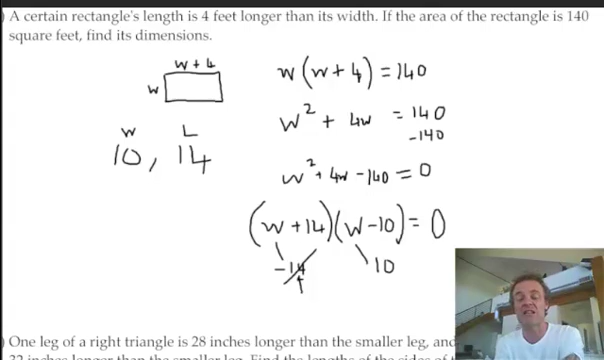 ) A certain rectangle's length is 4 feet longer than its width. If the area of the rectangle is 140
square feet, find its dimensions.
w + 4
w
w(w+4) = 140
w² + 4w = 140
-140
W L
10, 14
w² + 4w - 140 = 0
(w + 14)(w - 10) = 0
-14
10
) One leg of a right triangle is 28 inches longer than the smaller leg, and
32 inches longer than the smaller leg. Find the lengths of the sides of